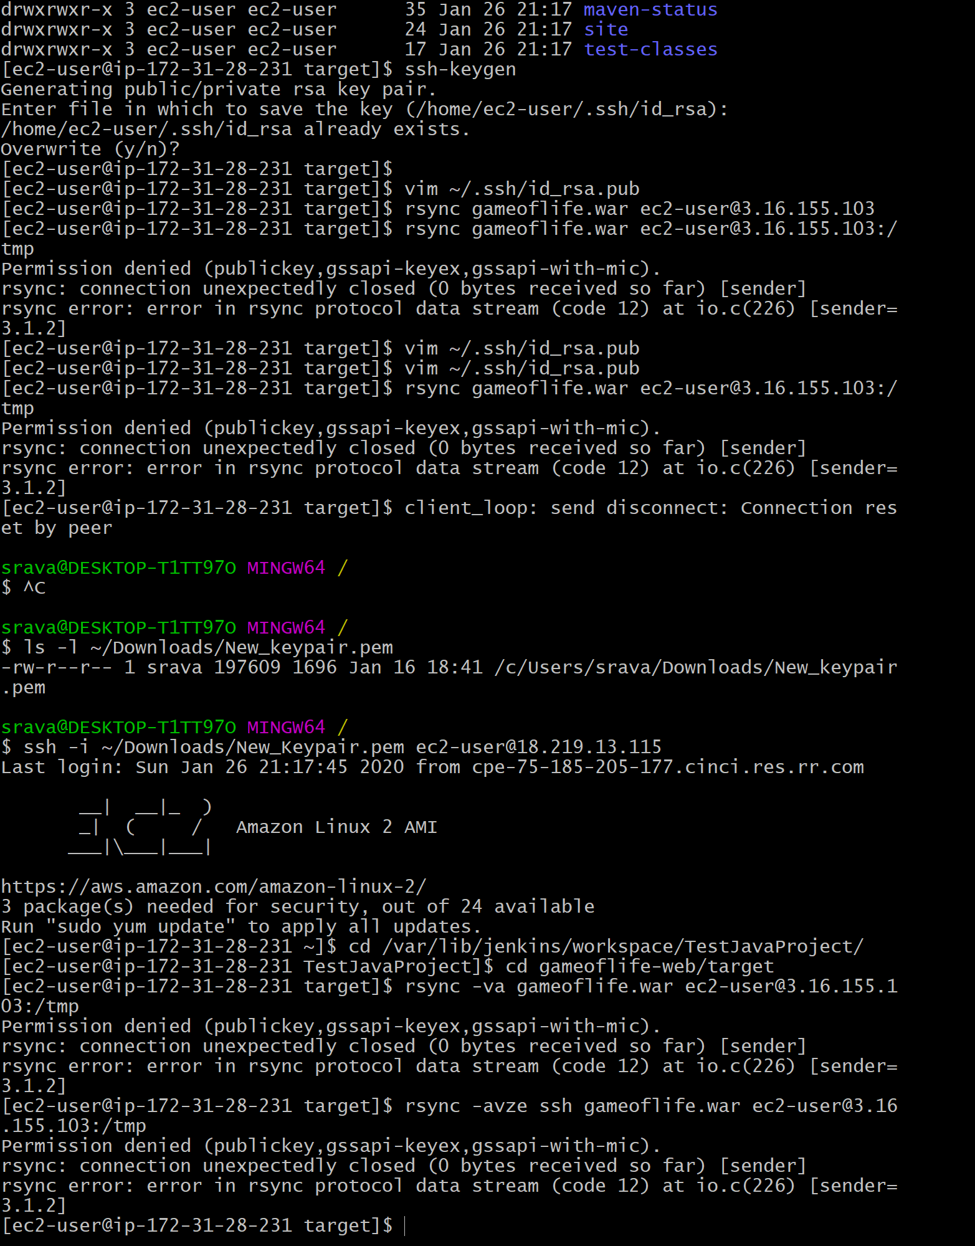 drwxrwxr-x 3 ec2-user ec2-user      35 Jan 26 21:17 maven-status
drwxrwxr-x 3 ec2-user ec2-user      24 Jan 26 21:17 site
drwxrwxr-x 3 ec2-user ec2-user      17 Jan 26 21:17 test-classes
[ec2-user@ip-172-31-28-231 target]$ ssh-keygen
Generating public/private rsa key pair.
Enter file in which to save the key (/home/ec2-user/.ssh/id_rsa):
/home/ec2-user/.ssh/id_rsa already exists.
Overwrite (y/n)?
[ec2-user@ip-172-31-28-231 target]$
[ec2-user@ip-172-31-28-231 target]$ vim ~/.ssh/id_rsa.pub
[ec2-user@ip-172-31-28-231 target]$ rsync gameoflife.war ec2-user@3.16.155.103
[ec2-user@ip-172-31-28-231 target]$ rsync gameoflife.war ec2-user@3.16.155.103:/
tmp
Permission denied (publickey,gssapi-keyex,gssapi-with-mic).
rsync: connection unexpectedly closed (0 bytes received so far) [sender]
rsync error: error in rsync protocol data stream (code 12) at io.c(226) [sender=
3.1.2]
[ec2-user@ip-172-31-28-231 target]$ vim ~/.ssh/id_rsa.pub
[ec2-user@ip-172-31-28-231 target]$ vim ~/.ssh/id_rsa.pub
[ec2-user@ip-172-31-28-231 target]$ rsync gameoflife.war ec2-user@3.16.155.103:/
tmp
Permission denied (publickey,gssapi-keyex,gssapi-with-mic).
rsync: connection unexpectedly closed (0 bytes received so far) [sender]
rsync error: error in rsync protocol data stream (code 12) at io.c(226) [sender=
3.1.2]
[ec2-user@ip-172-31-28-231 target]$ client_loop: send disconnect: Connection res
et by peer
srava@DESKTOP-T1TT97O MINGW64 /
$ ^C
srava@DESKTOP-T1TT97O MINGW64 /
$ ls -l ~/Downloads/New_keypair.pem
-rw-r--r-- 1 srava 197609 1696 Jan 16 18:41 /c/Users/srava/Downloads/New_keypair
.pem
srava@DESKTOP-T1TT97O MINGW64 /
$ ssh -i ~/Downloads/New_Keypair.pem ec2-user@18.219.13.115
Last login: Sun Jan 26 21:17:45 2020 from cpe-75-185-205-177.cinci.res.rr.com
       __|  __|_  )
       _|  (     /   Amazon Linux 2 AMI
      ___|\___|___|
https://aws.amazon.com/amazon-linux-2/
3 package(s) needed for security, out of 24 available
Run "sudo yum update" to apply all updates.
[ec2-user@ip-172-31-28-231 ~]$ cd /var/lib/jenkins/workspace/TestJavaProject/
[ec2-user@ip-172-31-28-231 TestJavaProject]$ cd gameoflife-web/target
[ec2-user@ip-172-31-28-231 target]$ rsync -va gameoflife.war ec2-user@3.16.155.1
03:/tmp
Permission denied (publickey,gssapi-keyex,gssapi-with-mic).
rsync: connection unexpectedly closed (0 bytes received so far) [sender]
rsync error: error in rsync protocol data stream (code 12) at io.c(226) [sender=
3.1.2]
[ec2-user@ip-172-31-28-231 target]$ rsync -avze ssh gameoflife.war ec2-user@3.16
.155.103:/tmp
Permission denied (publickey,gssapi-keyex,gssapi-with-mic).
rsync: connection unexpectedly closed (0 bytes received so far) [sender]
rsync error: error in rsync protocol data stream (code 12) at io.c(226) [sender=
3.1.2]
[ec2-user@ip-172-31-28-231 target]$